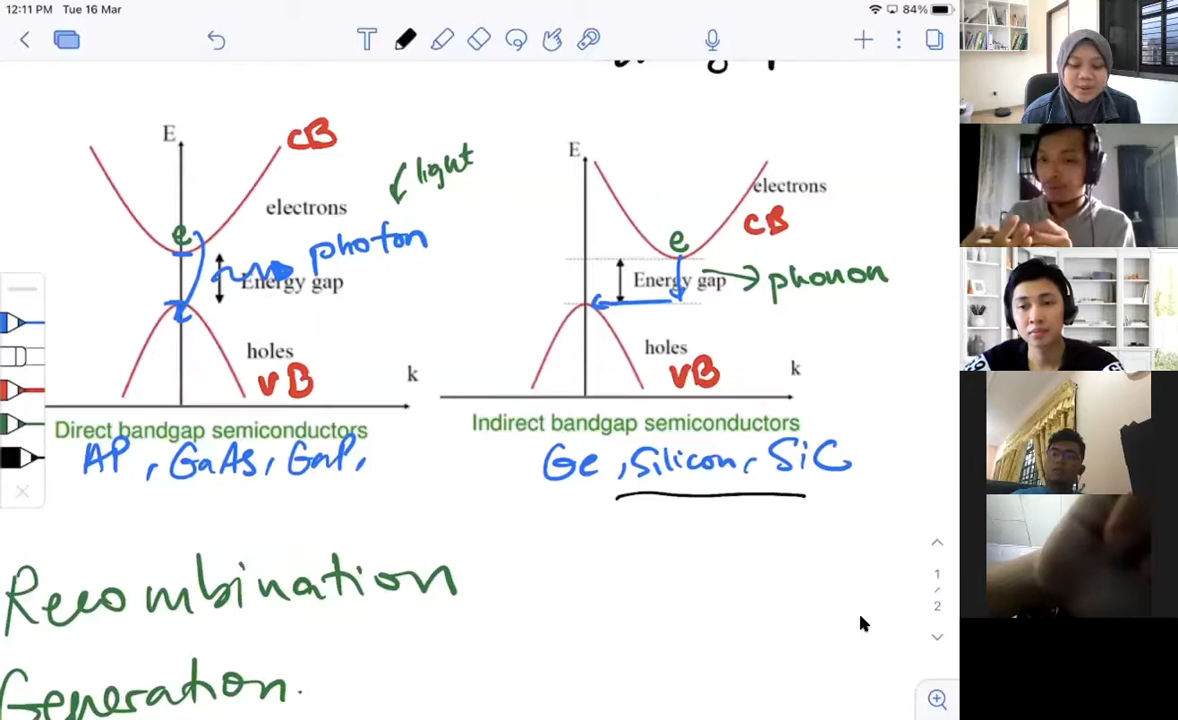 12:11 PM Tue 16 Mar
84%
E
CB
light
electrons
e
photon
Energy gap
holes
VB
k
Direct bandgap semiconductors
AP, GaAs, GaP,
E
electrons
CB
e
Energy gap
phonon
holes
VB
k
Indirect bandgap semiconductors
Ge, Silicon, SiC
Recombination
Generation.
1
/
2